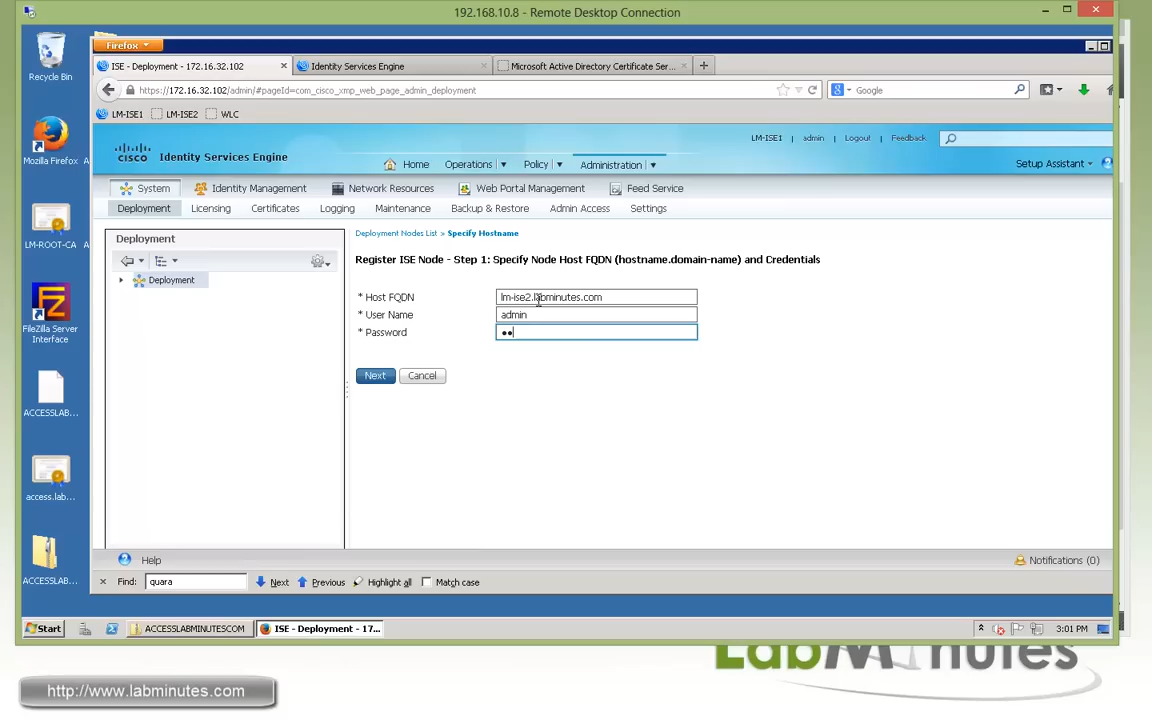 192.168.10.8 - Remote Desktop Connection
Recycle Bin
Mozilla Firefox
LM-ROOT-CA
FileZilla Server
Interface
ACCESSLAB...
access.lab...
ACCESSLAB...
Firefox
ISE - Deployment - 172.16.32.102
Identity Services Engine
Microsoft Active Directory Certificate Ser...
https://172.16.32.102/admin/#pageId=com_cisco_xmp_web_page_admin_deployment
Google
LM-ISE1
LM-ISE2
WLC
LM-ISE1 | admin | Logout | Feedback
CISCO Identity Services Engine
Home Operations | Policy | Administration |
Setup Assistant
System Identity Management Network Resources Web Portal Management Feed Service
Deployment Licensing Certificates Logging Maintenance Backup & Restore Admin Access Settings
Deployment
Deployment
Deployment Nodes List > Specify Hostname
Register ISE Node - Step 1: Specify Node Host FQDN (hostname.domain-name) and Credentials
* Host FQDN lm-ise2.labminutes.com
* User Name admin
* Password ●●
Next Cancel
Help
Notifications (0)
Find: quara Next Previous Highlight all Match case
Start ACCESSLABMINUTESCOM ISE - Deployment - 17... 3:01 PM
LabMinutes
http://www.labminutes.com